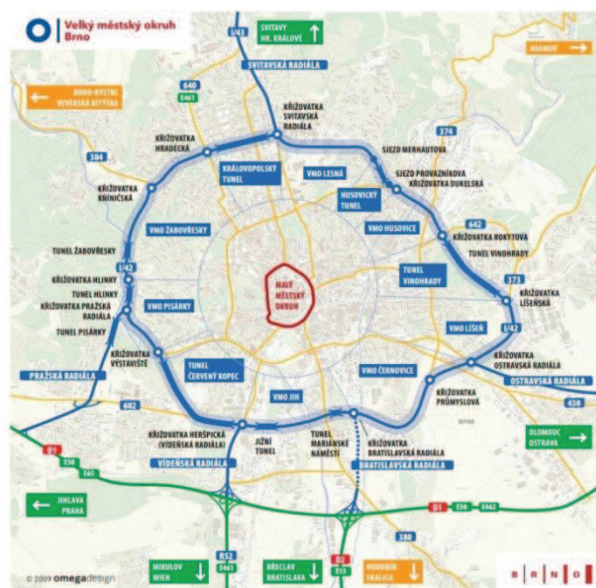 Velký městský okruh
Brno
I/43
SVITAVY
HR. KRÁLOVÉ
ADAMOV
SVITAVSKÁ RADIÁLA
BRNO-BYSTRC
VEVERSKÁ BÍTÝŠKA
640
E461
KŘIŽOVATKA
SVITAVSKÁ
RADIÁLA
374
KŘIŽOVATKA
HRADECKÁ
384
SJEZD MERHAUTOVA
KRÁLOVOPOLSKÝ
TUNEL
VMO LESNÁ
SJEZD PROVAZNÍKOVA
KŘIŽOVATKA DUKELSKÁ
KŘIŽOVATKA
KNÍNIČSKÁ
HUSOVICKÝ
TUNEL
642
VMO ŽABOVŘESKY
VMO HUSOVICE
KŘIŽOVATKA ROKYTOVA
TUNEL ŽABOVŘESKY
TUNEL VINOHRADY
I/42
TUNEL
VINOHRADY
373
KŘIŽOVATKA HLINKY
MALÝ
MĚSTSKÝ
OKRUH
TUNEL HLINKY
KŘIŽOVATKA PRAŽSKÁ
RADIÁLA
VMO PISÁRKY
KŘIŽOVATKA
LÍŠEŇSKÁ
TUNEL PISÁRKY
VMO LÍŠEŇ
I/42
KŘIŽOVATKA
VÝSTAVIŠTĚ
TUNEL
ČERVENÝ KOPEC
VMO ČERNOVICE
KŘIŽOVATKA
OSTRAVSKÁ RADIÁLA
PRAŽSKÁ RADIÁLA
OSTRAVSKÁ RADIÁLA
VMO JIH
KŘIŽOVATKA
PRŮMYSLOVÁ
602
430
KŘIŽOVATKA HERŠPICKÁ
(VÍDEŇSKÁ RADIÁLA)
JIŽNÍ
TUNEL
TUNEL
MARIÁNSKÉ
NÁMĚSTÍ
KŘIŽOVATKA
BRATISLAVSKÁ RADIÁLA
OLOMOUC
OSTRAVA
VÍDEŇSKÁ RADIÁLA
BRATISLAVSKÁ RADIÁLA
D1
E50
E65
JIHLAVA
PRAHA
D1
E50
E462
380
R52
E461
D2
E65
MIKULOV
WIEN
BŘECLAV
BRATISLAVA
HODONÍN
SKALICA
© 2009 omegadesign
B R N O